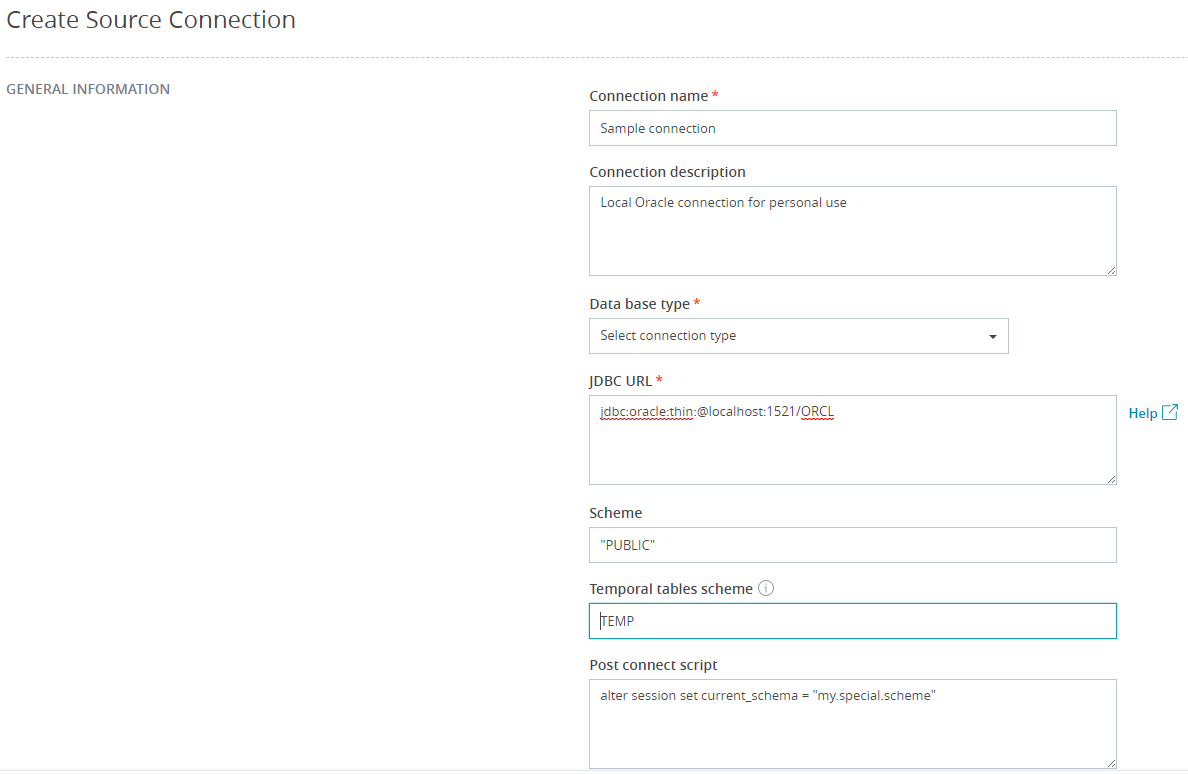 Create Source Connection
GENERAL INFORMATION
Connection name *
Sample connection
Connection description
Local Oracle connection for personal use
Data base type *
Select connection type
JDBC URL *
jdbc:oracle:thin:@localhost:1521/ORCL
Help
Scheme
"PUBLIC"
Temporal tables scheme
TEMP
Post connect script
alter session set current_schema = "my.special.scheme"